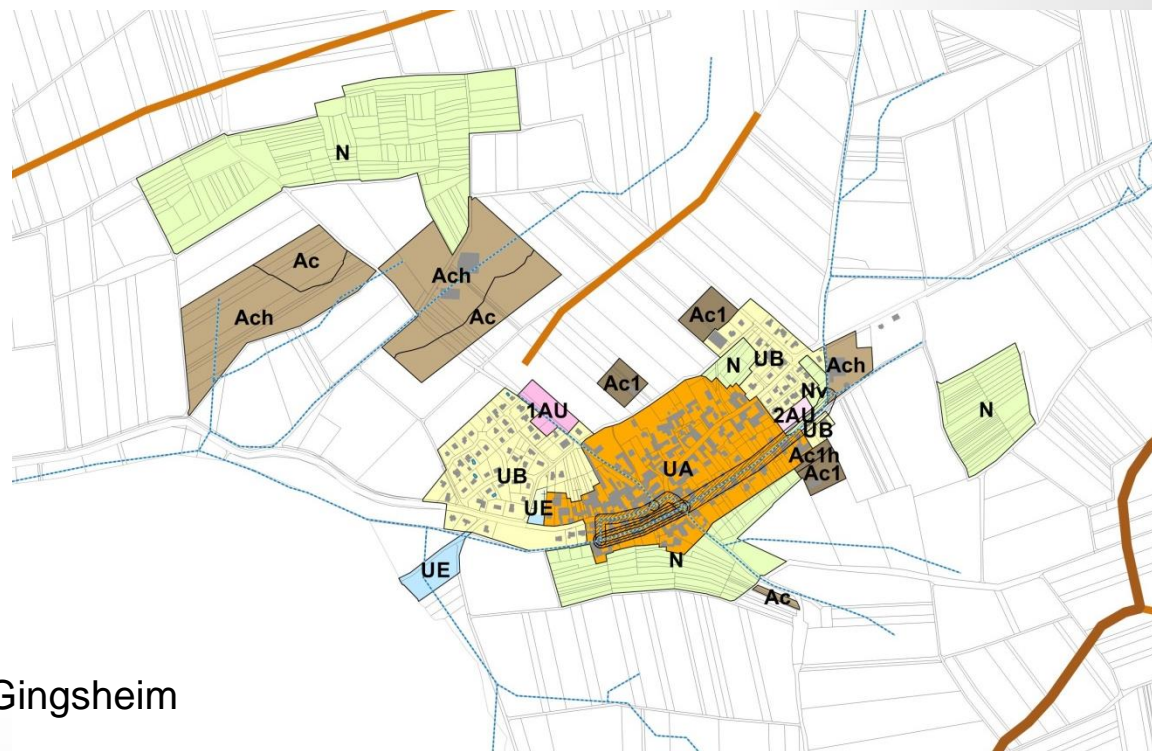 N
Ac
Ach
Ach
Ac
Ac1
N
UB
Ach
Ac1
Nv
N
1AU
2AU
UB
Ac1h
UA
Ac1
UB
UE
N
UE
Ac
Gingsheim